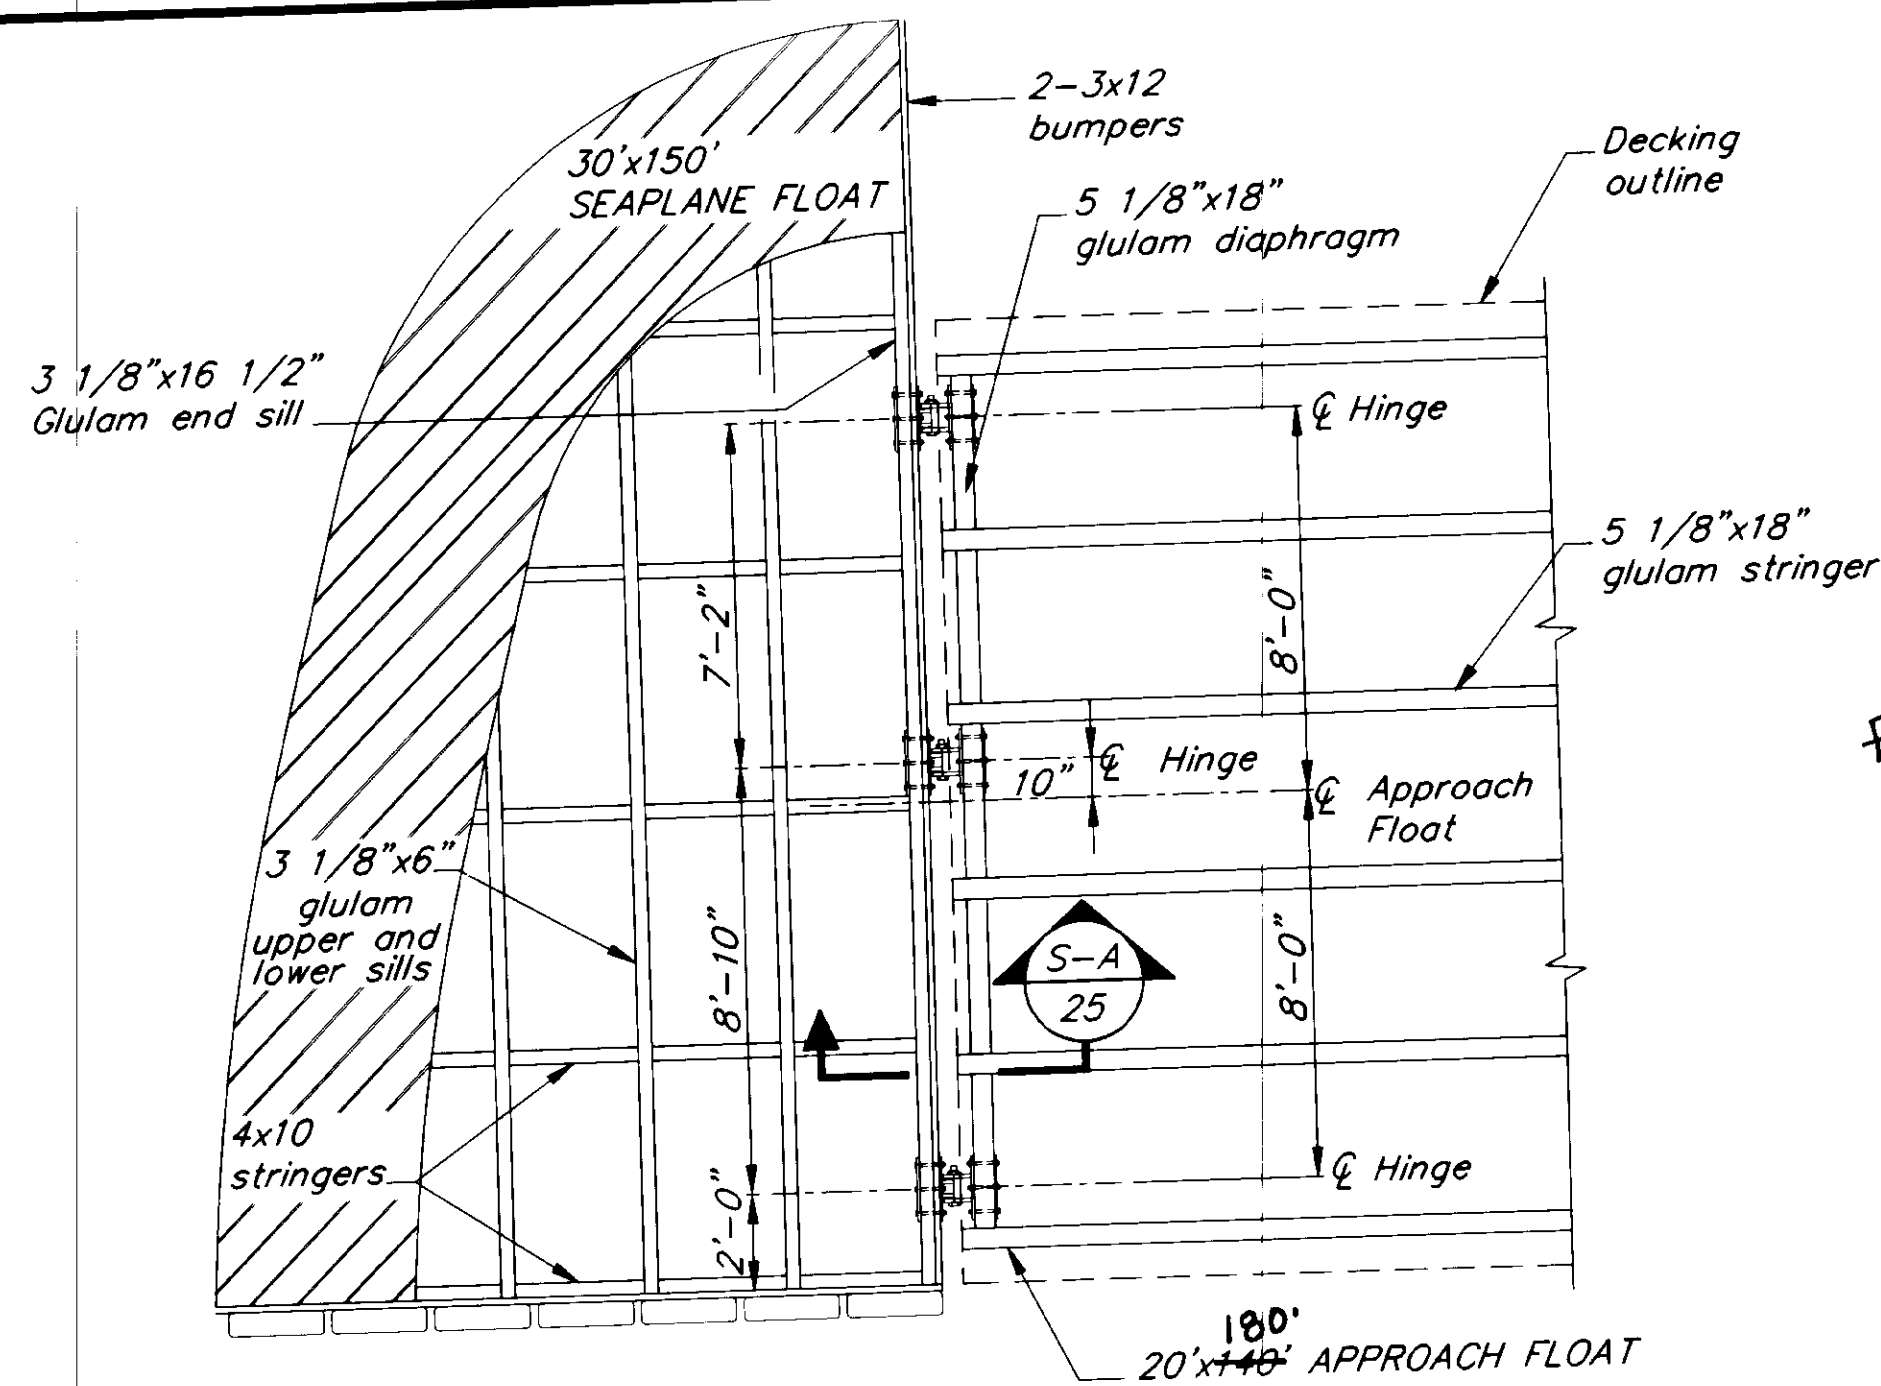 2-3x12
bumpers
30'x150'
SEAPLANE FLOAT
Decking
outline
5 1/8"x18"
glulam diaphragm
3 1/8"x16 1/2"
Glulam end sill
℄ Hinge
5 1/8"x18"
glulam stringer
7'-2"
8'-0"
10"
℄ Hinge
℄ Approach
Float
3 1/8"x6"
glulam
upper and
lower sills
8'-10"
S-A
25
8'-0"
4x10
stringers
2'-0"
℄ Hinge
180'
20'x140' APPROACH FLOAT